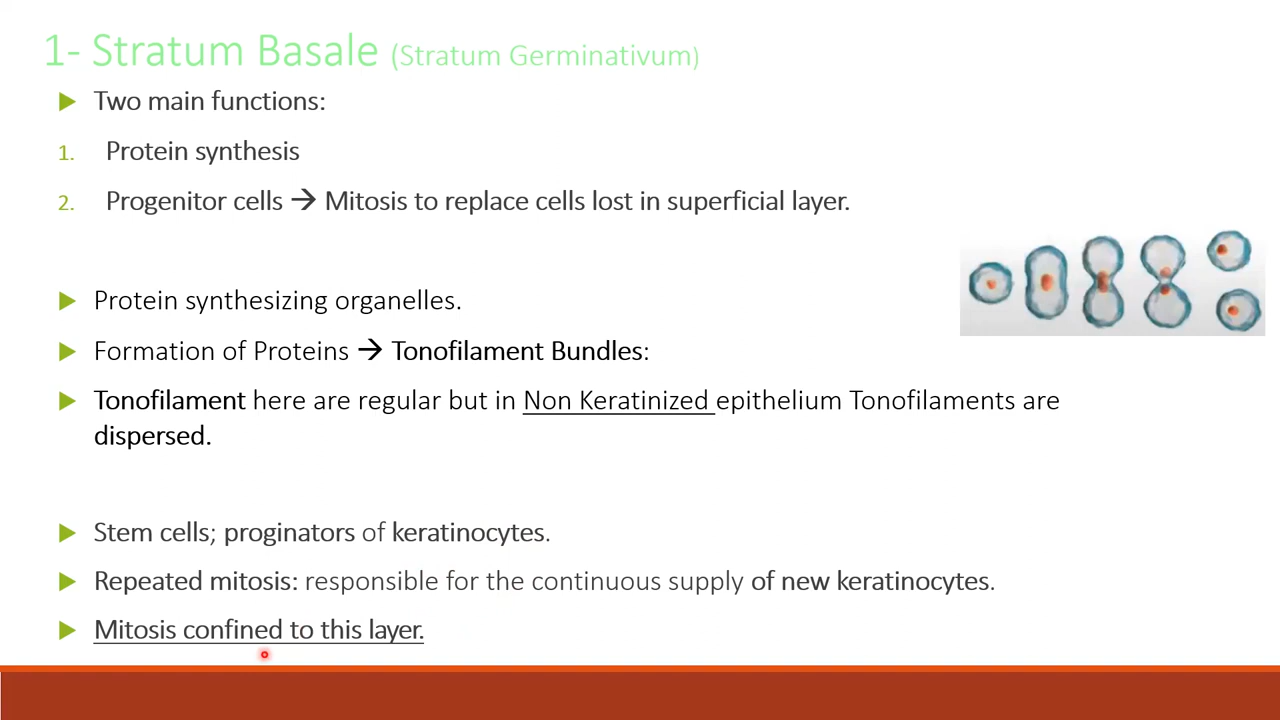 1- Stratum Basale (Stratum Germinativum)
Two main functions:
1. Protein synthesis
2. Progenitor cells → Mitosis to replace cells lost in superficial layer.
Protein synthesizing organelles.
Formation of Proteins → Tonofilament Bundles:
Tonofilament here are regular but in Non Keratinized epithelium Tonofilaments are
dispersed.
Stem cells; proginators of keratinocytes.
Repeated mitosis: responsible for the continuous supply of new keratinocytes.
Mitosis confined to this layer.